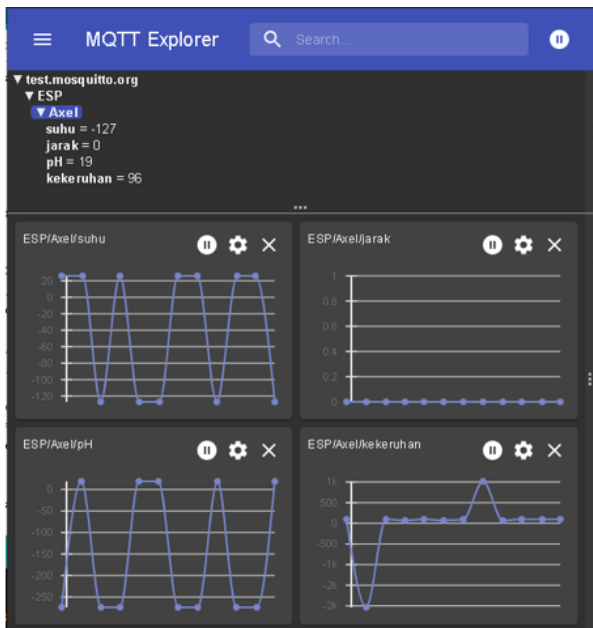 MQTT Explorer
Search...
▼ test.mosquitto.org
▼ ESP
▼ Axel
suhu = -127
jarak = 0
pH = 19
kekeruhan = 96
ESP/Axel/suhu
20
0
-20
-40
-60
-80
-100
-120
ESP/Axel/jarak
1
0.8
0.6
0.4
0.2
0
ESP/Axel/pH
0
-50
-100
-150
-200
-250
ESP/Axel/kekeruhan
1k
500
0
-500
-1k
-2k
-2k